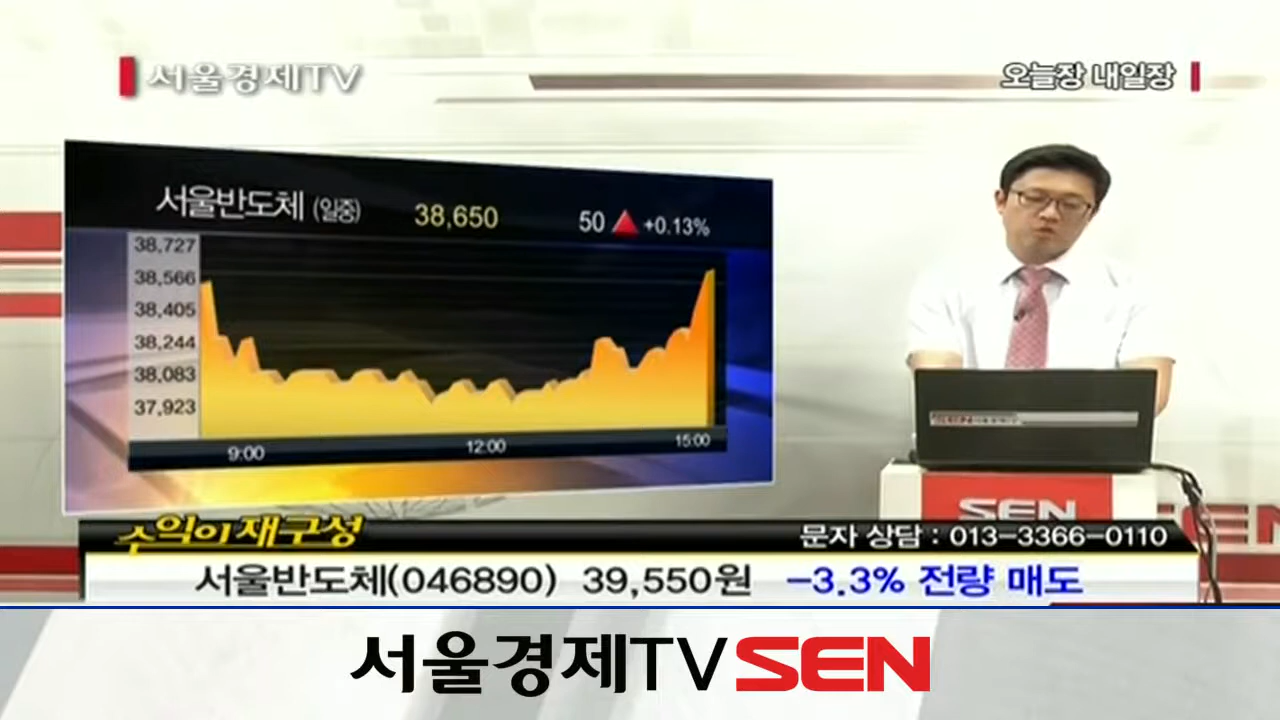 서울경제TV
오늘장 내일장
서울반도체 (일중) 38,650 50 ▲ +0.13%
38,727
38,566
38,405
38,244
38,083
37,923
9:00 12:00 15:00
SEN
수익의 재구성
문자 상담 : 013-3366-0110
서울반도체(046890) 39,550원 -3.3% 전량 매도
서울경제TV SEN